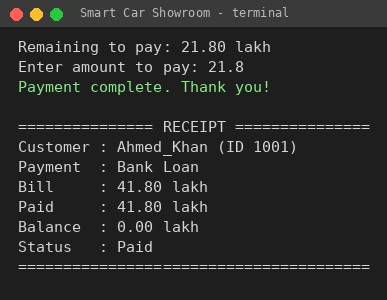 Smart Car Showroom - terminal
Remaining to pay: 21.80 lakh
Enter amount to pay: 21.8
Payment complete. Thank you!
=============== RECEIPT ===============
Customer : Ahmed_Khan (ID 1001)
Payment  : Bank Loan
Bill     : 41.80 lakh
Paid     : 41.80 lakh
Balance  : 0.00 lakh
Status   : Paid
=======================================